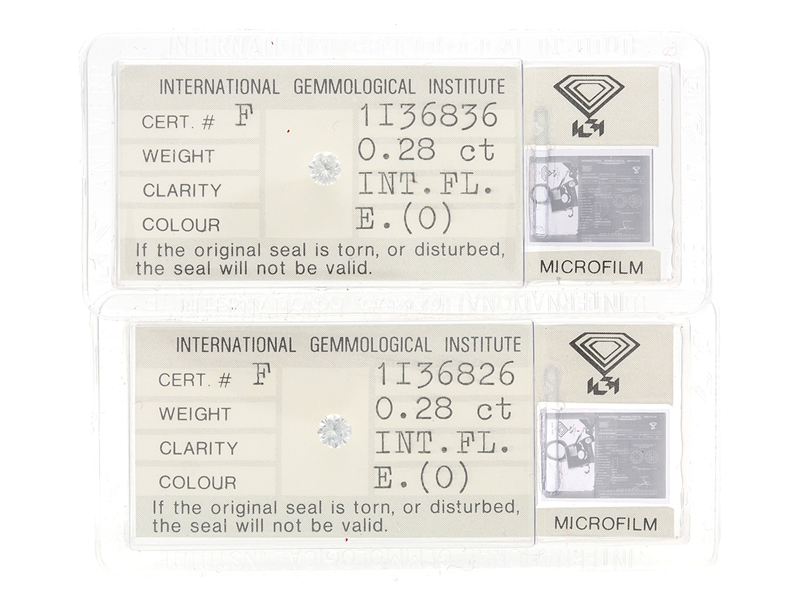 INTERNATIONAL GEMMOLOGICAL INSTITUTE
CERT. # F 1I36836
WEIGHT 0.28 ct
CLARITY INT.FL.
COLOUR E.(0)
If the original seal is torn, or disturbed,
the seal will not be valid.
IGI
MICROFILM
INTERNATIONAL GEMMOLOGICAL INSTITUTE
CERT. # F 1I36826
WEIGHT 0.28 ct
CLARITY INT.FL.
COLOUR E.(0)
If the original seal is torn, or disturbed,
the seal will not be valid.
IGI
MICROFILM